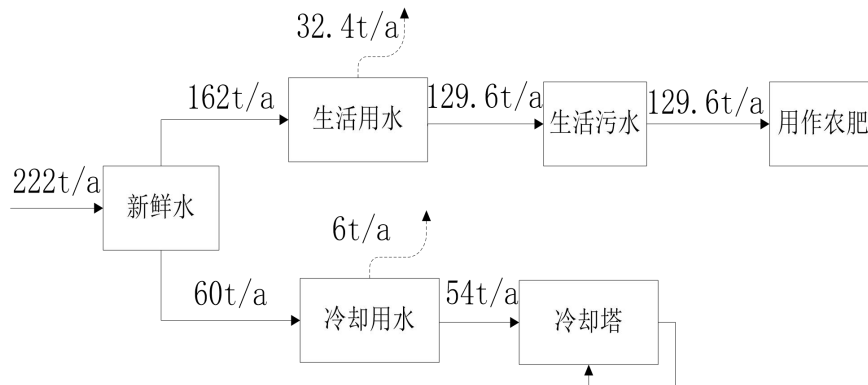 32.4t/a
162t/a
生活用水
129.6t/a
生活污水
129.6t/a
用作农肥
222t/a
新鲜水
6t/a
60t/a
冷却用水
54t/a
冷却塔